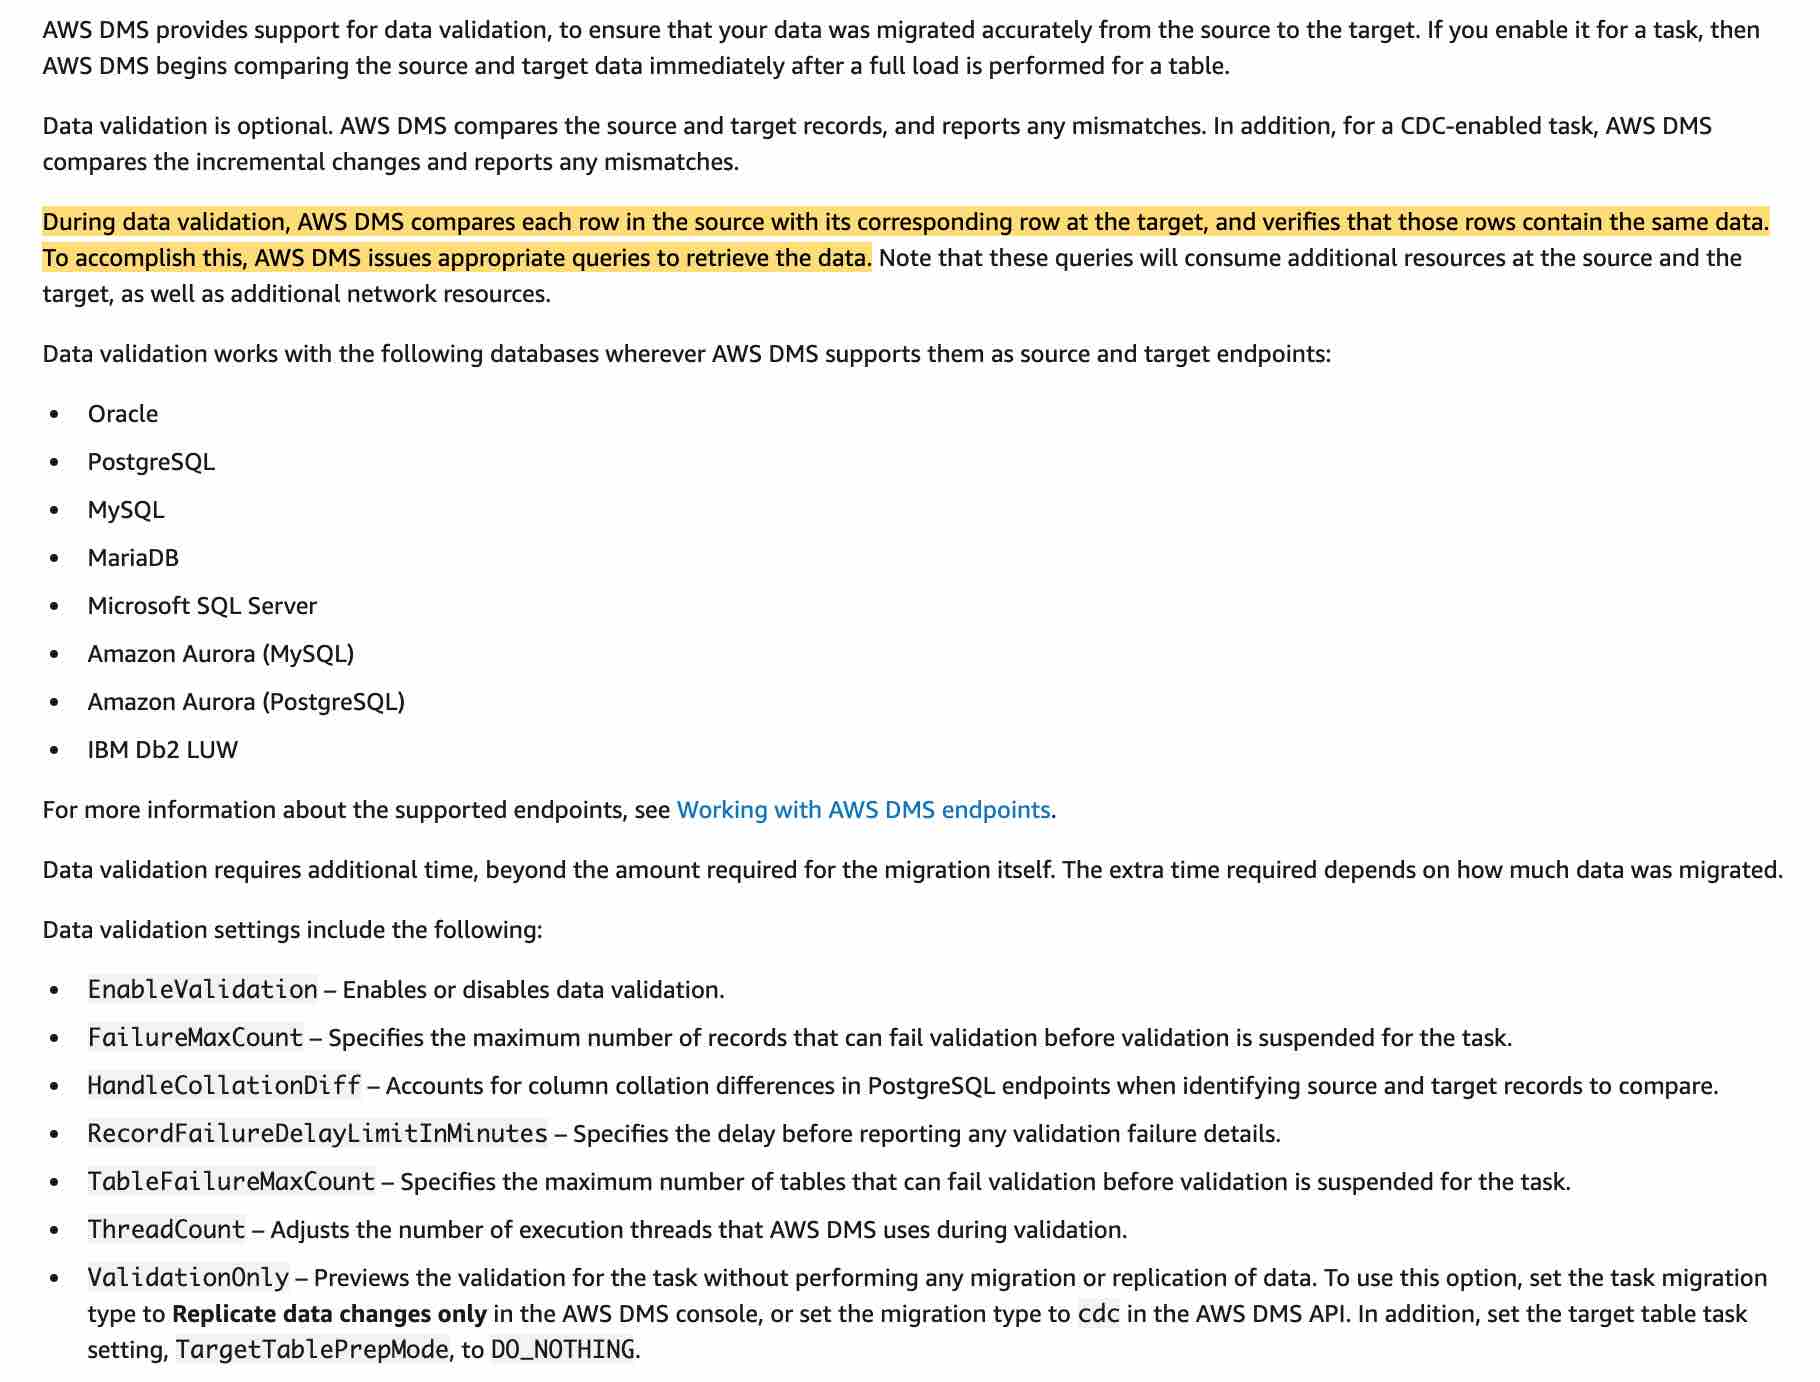 AWS DMS provides support for data validation, to ensure that your data was migrated accurately from the source to the target. If you enable it for a task, then
AWS DMS begins comparing the source and target data immediately after a full load is performed for a table.
Data validation is optional. AWS DMS compares the source and target records, and reports any mismatches. In addition, for a CDC-enabled task, AWS DMS
compares the incremental changes and reports any mismatches.
During data validation, AWS DMS compares each row in the source with its corresponding row at the target, and verifies that those rows contain the same data.
To accomplish this, AWS DMS issues appropriate queries to retrieve the data. Note that these queries will consume additional resources at the source and the
target, as well as additional network resources.
Data validation works with the following databases wherever AWS DMS supports them as source and target endpoints:
• Oracle
• PostgreSQL
• MySQL
• MariaDB
• Microsoft SQL Server
• Amazon Aurora (MySQL)
• Amazon Aurora (PostgreSQL)
• IBM Db2 LUW
For more information about the supported endpoints, see Working with AWS DMS endpoints.
Data validation requires additional time, beyond the amount required for the migration itself. The extra time required depends on how much data was migrated.
Data validation settings include the following:
• EnableValidation – Enables or disables data validation.
• FailureMaxCount – Specifies the maximum number of records that can fail validation before validation is suspended for the task.
• HandleCollationDiff – Accounts for column collation differences in PostgreSQL endpoints when identifying source and target records to compare.
• RecordFailureDelayLimitInMinutes – Specifies the delay before reporting any validation failure details.
• TableFailureMaxCount – Specifies the maximum number of tables that can fail validation before validation is suspended for the task.
• ThreadCount – Adjusts the number of execution threads that AWS DMS uses during validation.
• ValidationOnly – Previews the validation for the task without performing any migration or replication of data. To use this option, set the task migration
type to Replicate data changes only in the AWS DMS console, or set the migration type to cdc in the AWS DMS API. In addition, set the target table task
setting, TargetTablePrepMode, to DO_NOTHING.